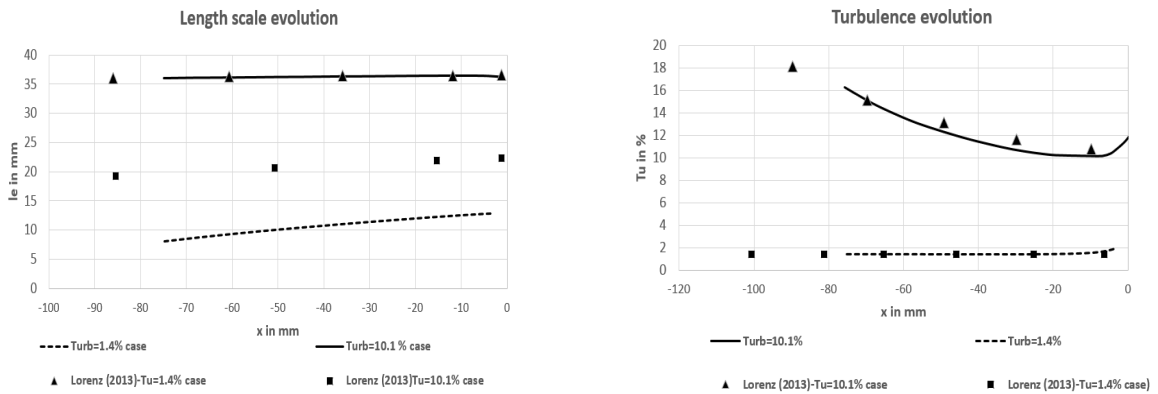 Length scale evolution
le in mm
40
35
30
25
20
15
10
5
0
-100 -90 -80 -70 -60 -50 -40 -30 -20 -10 0
x in mm
Turb=1.4% case
Turb=10.1 % case
Lorenz (2013)-Tu=1.4% case
Lorenz (2013)Tu=10.1% case
Turbulence evolution
Tu in %
20
18
16
14
12
10
8
6
4
2
0
-120 -100 -80 -60 -40 -20 0
x in mm
Turb=10.1%
Turb=1.4%
Lorenz (2013)-Tu=10.1% case
Lorenz (2013)-Tu=1.4% case)